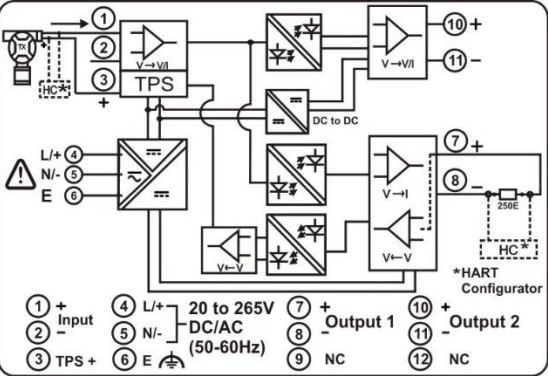 1
2
3
+
TX
+
HC*
V→V/I
TPS
DC to DC
V→V/I
10 +
11 -
L/+ 4
N/- 5
E 6
7 +
8 -
V→I
V←V
V←V
250E
HC*
*HART
Configurator
1 +
2 -
Input
3 TPS +
4 L/+
5 N/-
20 to 265V
DC/AC
(50-60Hz)
6 E
7 +
8 -
Output 1
9 NC
10 +
11 -
Output 2
12 NC